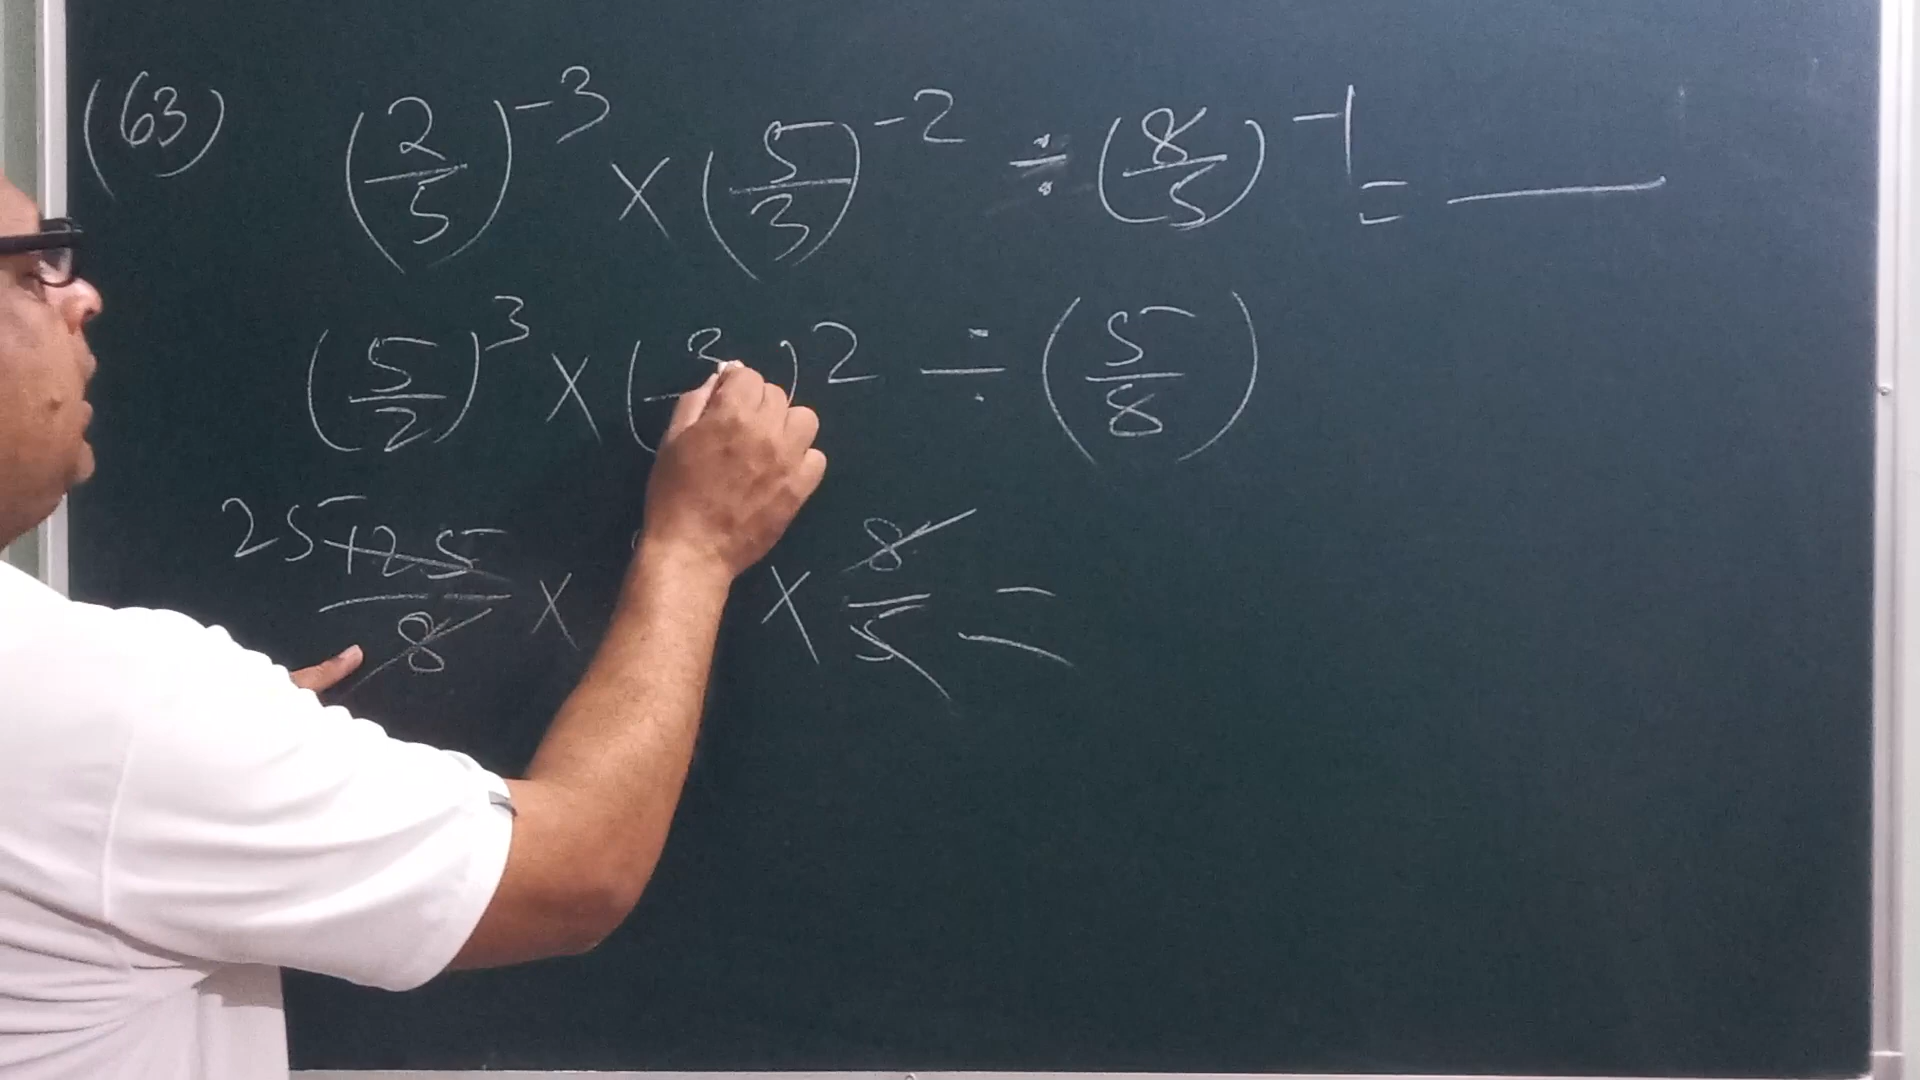 (63) (2/5)^-3 × (5/3)^-2 ÷ (8/5)^-1 = ____
(5/2)^3 × (3/ )^2 ÷ (5/8)
25 125/8 × × 8/5 =